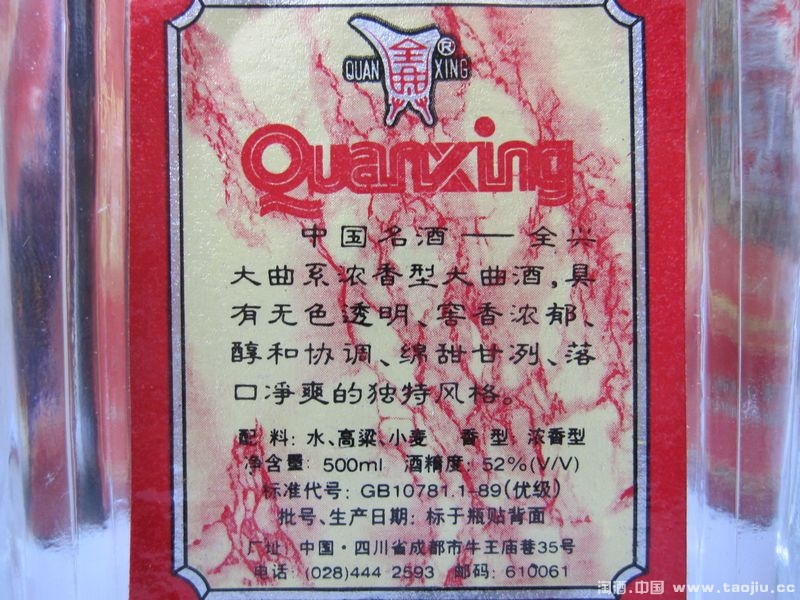 全兴
QUAN XING ®
Quanxing
中国名酒——全兴
大曲系浓香型大曲酒,具
有无色透明、窖香浓郁、
醇和协调、绵甜甘洌、落
口净爽的独特风格。
配料: 水、高粱、小麦 香型: 浓香型
净含量: 500ml 酒精度: 52%(V/V)
标准代号: GB10781.1-89(优级)
批号、生产日期: 标于瓶贴背面
厂址: 中国·四川省成都市牛王庙巷35号
电话: (028)444 2593 邮码: 610061
淘酒.中国 www.taojiu.cc